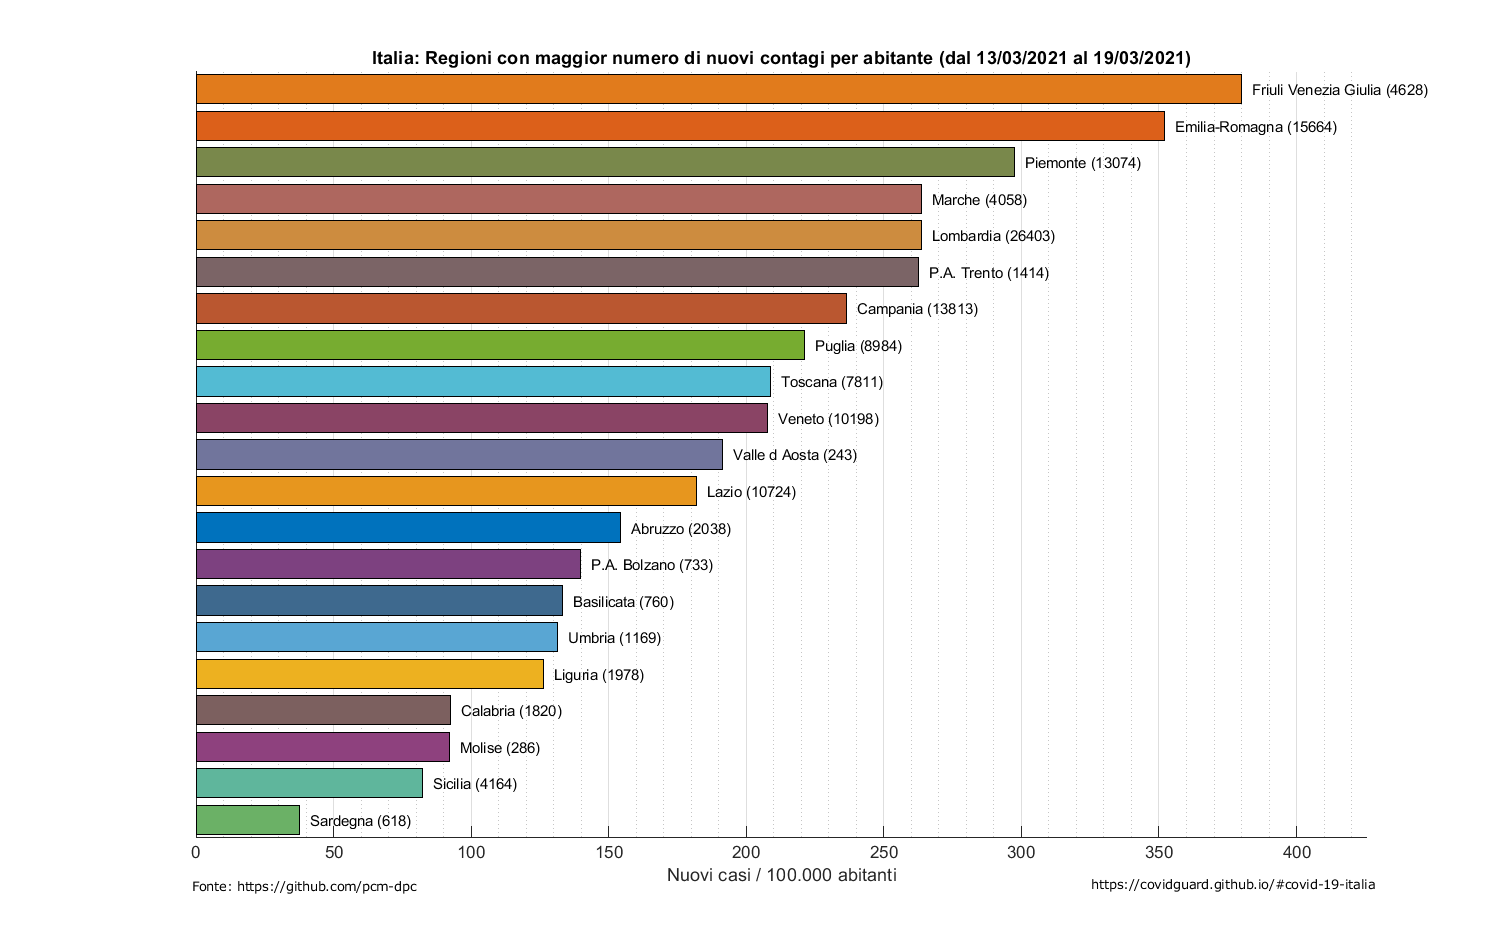 Italia: Regioni con maggior numero di nuovi contagi per abitante (dal 13/03/2021 al 19/03/2021)
Friuli Venezia Giulia (4628)
Emilia-Romagna (15664)
Piemonte (13074)
Marche (4058)
Lombardia (26403)
P.A. Trento (1414)
Campania (13813)
Puglia (8984)
Toscana (7811)
Veneto (10198)
Valle d Aosta (243)
Lazio (10724)
Abruzzo (2038)
P.A. Bolzano (733)
Basilicata (760)
Umbria (1169)
Liguria (1978)
Calabria (1820)
Molise (286)
Sicilia (4164)
Sardegna (618)
0 50 100 150 200 250 300 350 400
Nuovi casi / 100.000 abitanti
Fonte: https://github.com/pcm-dpc
https://covidguard.github.io/#covid-19-italia